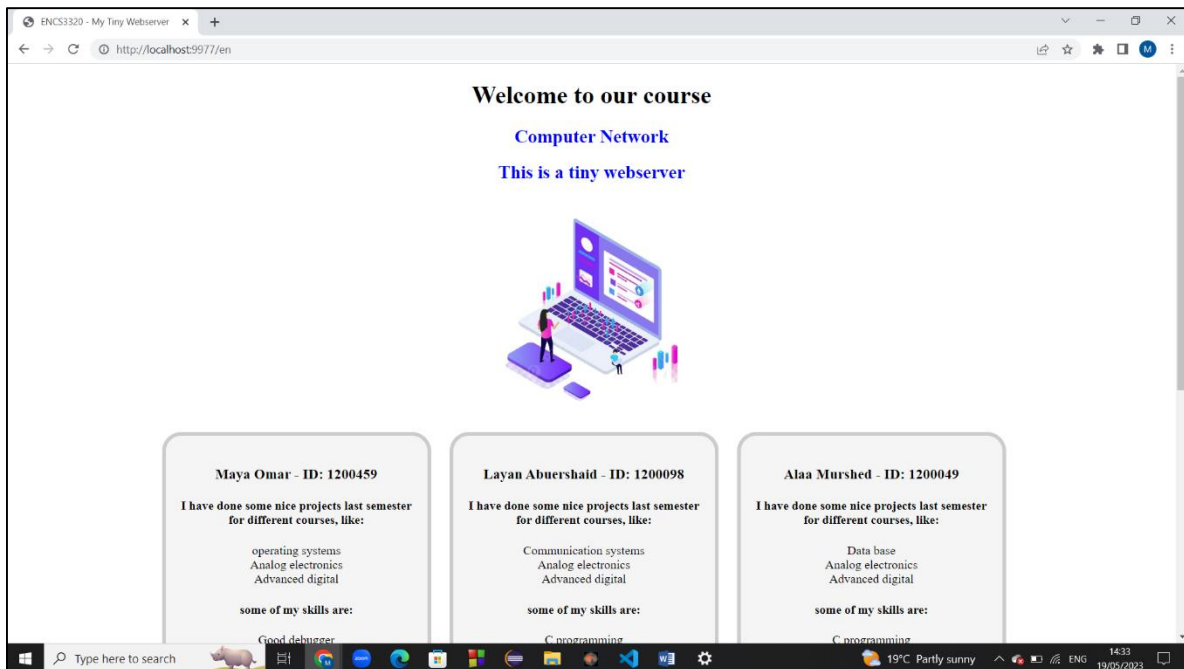 ENCS3320 - My Tiny Webserver
http://localhost:9977/en
M
Welcome to our course
Computer Network
This is a tiny webserver
Maya Omar - ID: 1200459
I have done some nice projects last semester
for different courses, like:
operating systems
Analog electronics
Advanced digital
some of my skills are:
Good debugger
Layan Abuershaid - ID: 1200098
I have done some nice projects last semester
for different courses, like:
Communication systems
Analog electronics
Advanced digital
some of my skills are:
C programming
Alaa Murshed - ID: 1200049
I have done some nice projects last semester
for different courses, like:
Data base
Analog electronics
Advanced digital
some of my skills are:
C programming
Type here to search
zoom
19°C Partly sunny
ENG
14:33
19/05/2023